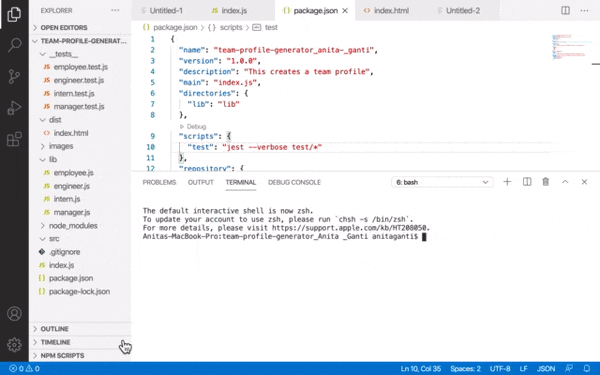 EXPLORER
Untitled-1
index.js
package.json
index.html
Untitled-2
OPEN EDITORS
TEAM-PROFILE-GENERAT...
__tests__
employee.test.js
engineer.test.js
intern.test.js
manager.test.js
dist
index.html
images
lib
employee.js
engineer.js
intern.js
manager.js
node_modules
src
.gitignore
index.js
package.json
package-lock.json
OUTLINE
TIMELINE
NPM SCRIPTS
package.json > {} scripts > test
1 {
2 "name": "team-profile-generator_anita-_ganti",
3 "version": "1.0.0",
4 "description": "This creates a team profile",
5 "main": "index.js",
6 "directories": {
7 "lib": "lib"
8 },
Debug
9 "scripts": {
10 "test": "jest --verbose test/*"
11 },
12 "repository": {
PROBLEMS OUTPUT TERMINAL DEBUG CONSOLE 6: bash
The default interactive shell is now zsh.
To update your account to use zsh, please run `chsh -s /bin/zsh`.
For more details, please visit https://support.apple.com/kb/HT208050.
Anitas-MacBook-Pro:team-profile-generator_Anita _Ganti anitaganti$
0 0 Ln 10, Col 35 Spaces: 2 UTF-8 LF JSON